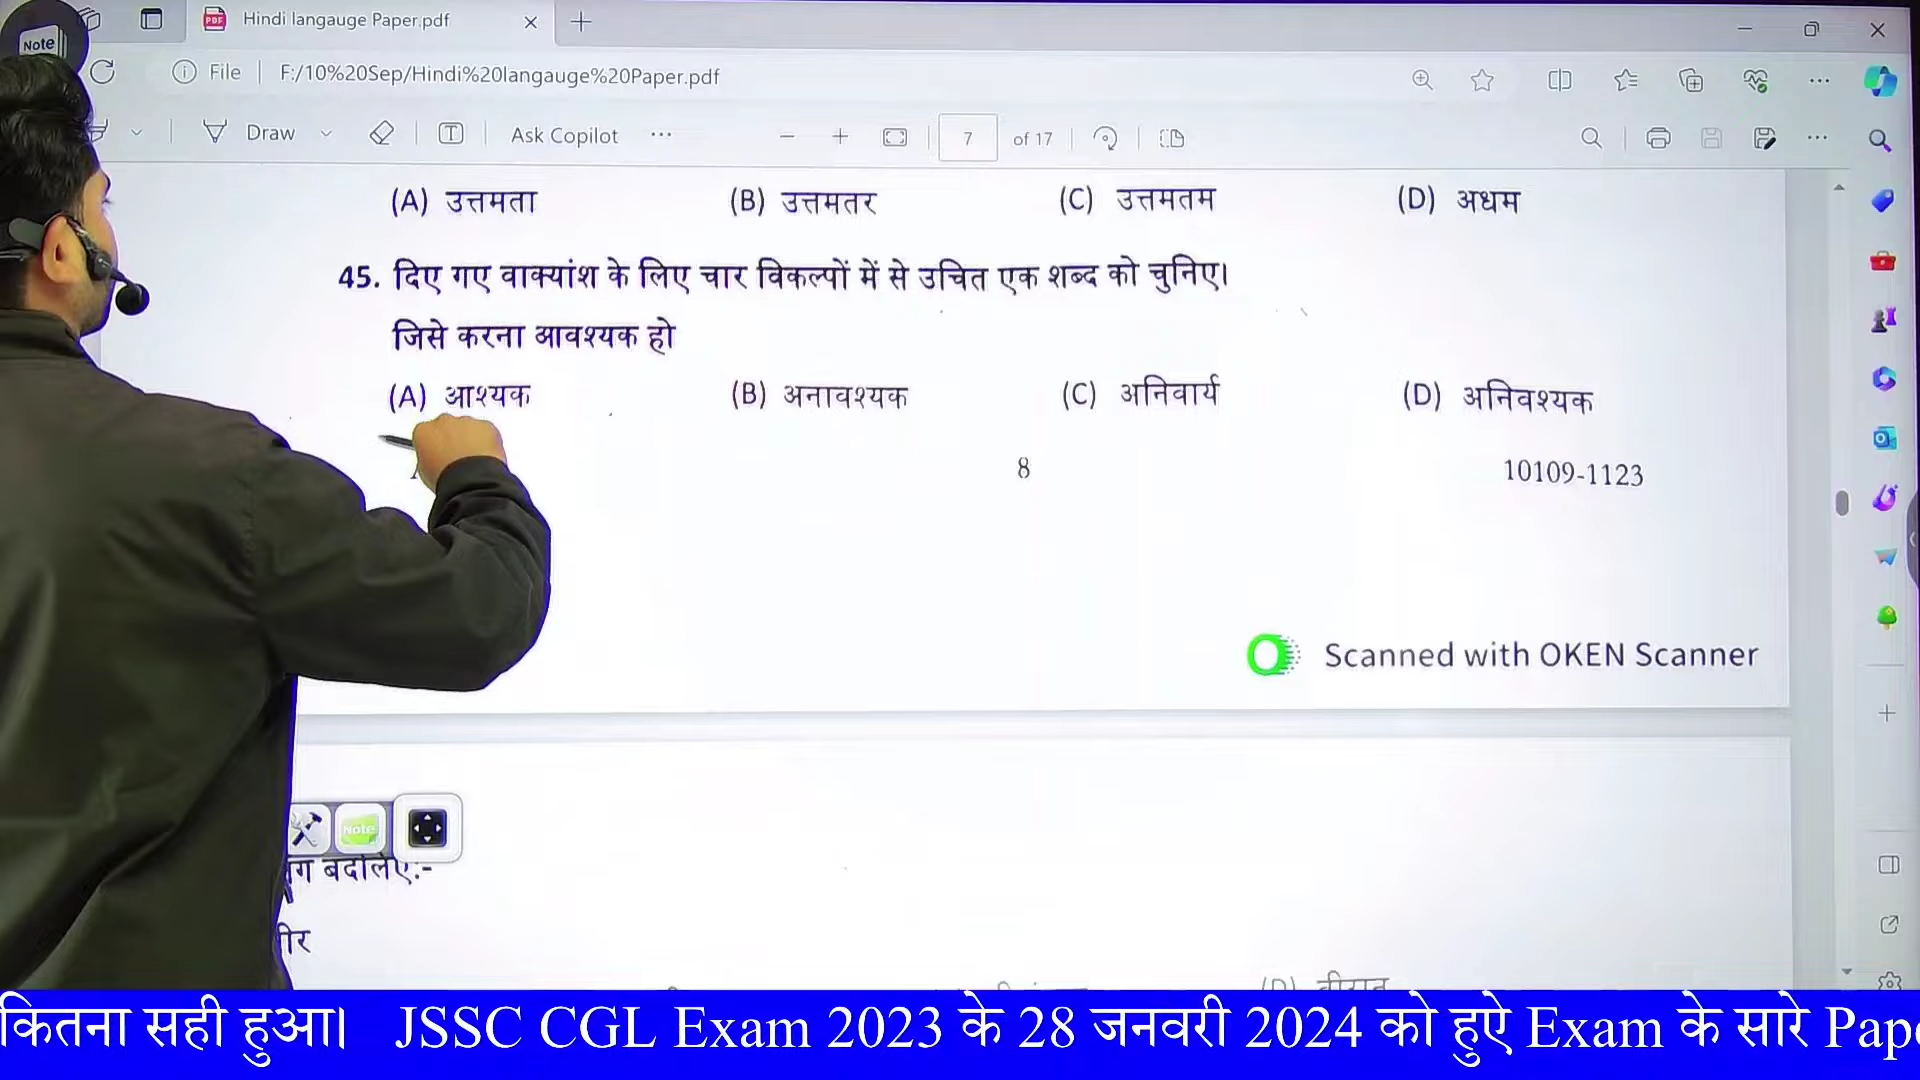 Note
Hindi langauge Paper.pdf
File F:/10%20Sep/Hindi%20langauge%20Paper.pdf
Draw Ask Copilot 7 of 17
(A) उत्तमता (B) उत्तमतर (C) उत्तमतम (D) अधम
45. दिए गए वाक्यांश के लिए चार विकल्पों में से उचित एक शब्द को चुनिए।
जिसे करना आवश्यक हो
(A) आश्यक (B) अनावश्यक (C) अनिवार्य (D) अनिवश्यक
8 10109-1123
Scanned with OKEN Scanner
Note
कितना सही हुआ। JSSC CGL Exam 2023 के 28 जनवरी 2024 को हुऐ Exam के सारे Pap